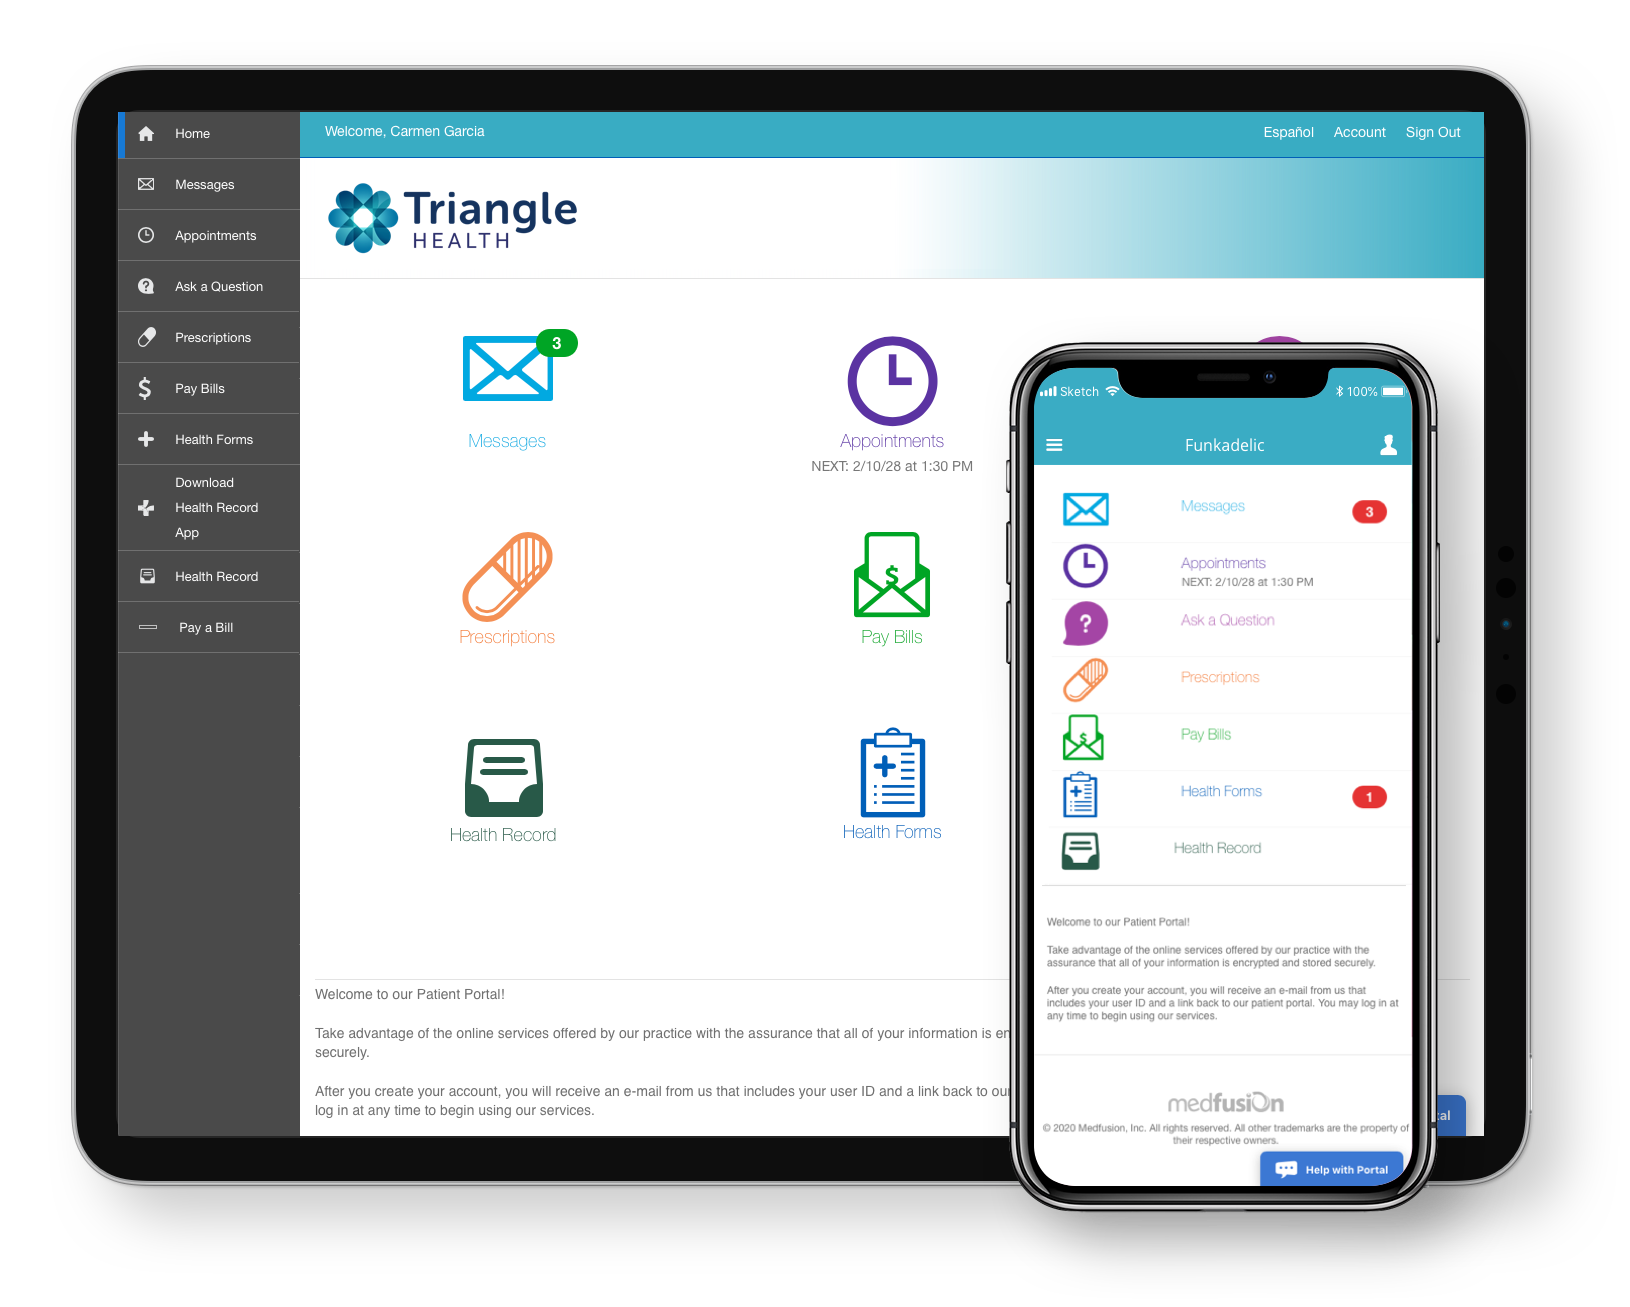 Home
Messages
Appointments
Ask a Question
Prescriptions
Pay Bills
Health Forms
Download
Health Record
App
Health Record
Pay a Bill
Welcome, Carmen Garcia
Español Account Sign Out
Triangle
HEALTH
3
Messages
Appointments
NEXT: 2/10/28 at 1:30 PM
Prescriptions
$
Pay Bills
Health Record
Health Forms
Welcome to our Patient Portal!
Take advantage of the online services offered by our practice with the assurance that all of your information is en
securely.
After you create your account, you will receive an e-mail from us that includes your user ID and a link back to ou
log in at any time to begin using our services.
tal
Sketch 100%
Funkadelic
Messages 3
Appointments
NEXT: 2/10/28 at 1:30 PM
? Ask a Question
Prescriptions
$ Pay Bills
Health Forms 1
Health Record
Welcome to our Patient Portal!
Take advantage of the online services offered by our practice with the
assurance that all of your information is encrypted and stored securely.
After you create your account, you will receive an e-mail from us that
includes your user ID and a link back to our patient portal. You may log in at
any time to begin using our services.
medfusion
© 2020 Medfusion, Inc. All rights reserved. All other trademarks are the property of
their respective owners.
Help with Portal